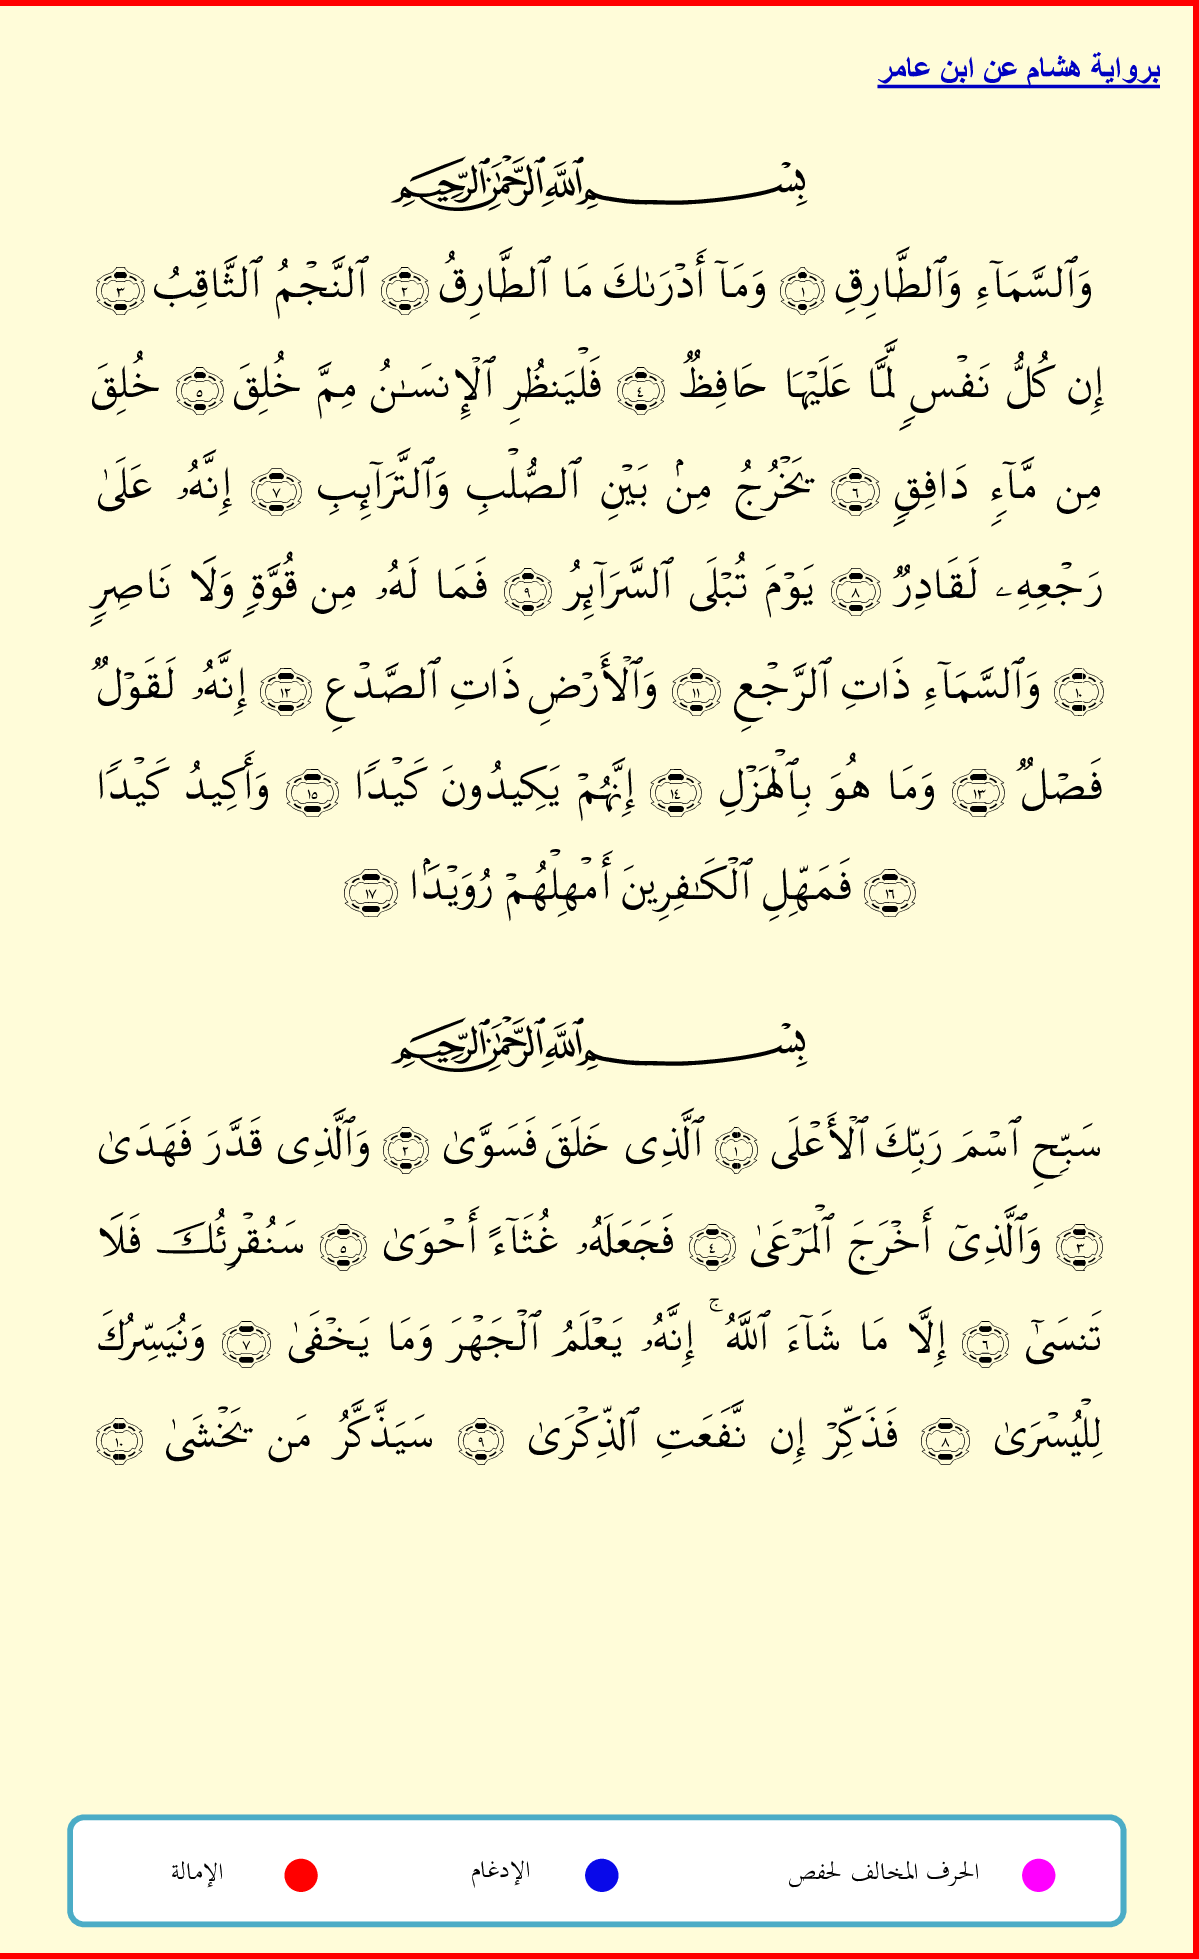 برواية هشام عن ابن عامر
بِسْمِ ٱللَّهِ ٱلرَّحْمَٰنِ ٱلرَّحِيمِ
وَٱلسَّمَآءِ وَٱلطَّارِقِ ١ وَمَآ أَدْرَىٰكَ مَا ٱلطَّارِقُ ٢ ٱلنَّجْمُ ٱلثَّاقِبُ ٣
إِن كُلُّ نَفْسٍ لَّمَّا عَلَيْهَا حَافِظٌ ٤ فَلْيَنظُرِ ٱلْإِنسَـٰنُ مِمَّ خُلِقَ ٥ خُلِقَ
مِن مَّآءٍ دَافِقٍ ٦ يَخْرُجُ مِنۢ بَيْنِ ٱلصُّلْبِ وَٱلتَّرَآئِبِ ٧ إِنَّهُۥ عَلَىٰ
رَجْعِهِۦ لَقَادِرٌ ٨ يَوْمَ تُبْلَى ٱلسَّرَآئِرُ ٩ فَمَا لَهُۥ مِن قُوَّةٍ وَلَا نَاصِرٍ
١٠ وَٱلسَّمَآءِ ذَاتِ ٱلرَّجْعِ ١١ وَٱلْأَرْضِ ذَاتِ ٱلصَّدْعِ ١٢ إِنَّهُۥ لَقَوْلٌ
فَصْلٌ ١٣ وَمَا هُوَ بِٱلْهَزْلِ ١٤ إِنَّهُمْ يَكِيدُونَ كَيْدًا ١٥ وَأَكِيدُ كَيْدًا
١٦ فَمَهِّلِ ٱلْكَـٰفِرِينَ أَمْهِلْهُمْ رُوَيْدَۢا ١٧
بِسْمِ ٱللَّهِ ٱلرَّحْمَٰنِ ٱلرَّحِيمِ
سَبِّحِ ٱسْمَ رَبِّكَ ٱلْأَعْلَى ١ ٱلَّذِى خَلَقَ فَسَوَّىٰ ٢ وَٱلَّذِى قَدَّرَ فَهَدَىٰ
٣ وَٱلَّذِىٓ أَخْرَجَ ٱلْمَرْعَىٰ ٤ فَجَعَلَهُۥ غُثَآءً أَحْوَىٰ ٥ سَنُقْرِئُكَ فَلَا
تَنسَىٰٓ ٦ إِلَّا مَا شَآءَ ٱللَّهُ ۚ إِنَّهُۥ يَعْلَمُ ٱلْجَهْرَ وَمَا يَخْفَىٰ ٧ وَنُيَسِّرُكَ
لِلْيُسْرَىٰ ٨ فَذَكِّرْ إِن نَّفَعَتِ ٱلذِّكْرَىٰ ٩ سَيَذَّكَّرُ مَن يَخْشَىٰ ١٠
الحرف المخالف لحفص الإدغام الإمالة